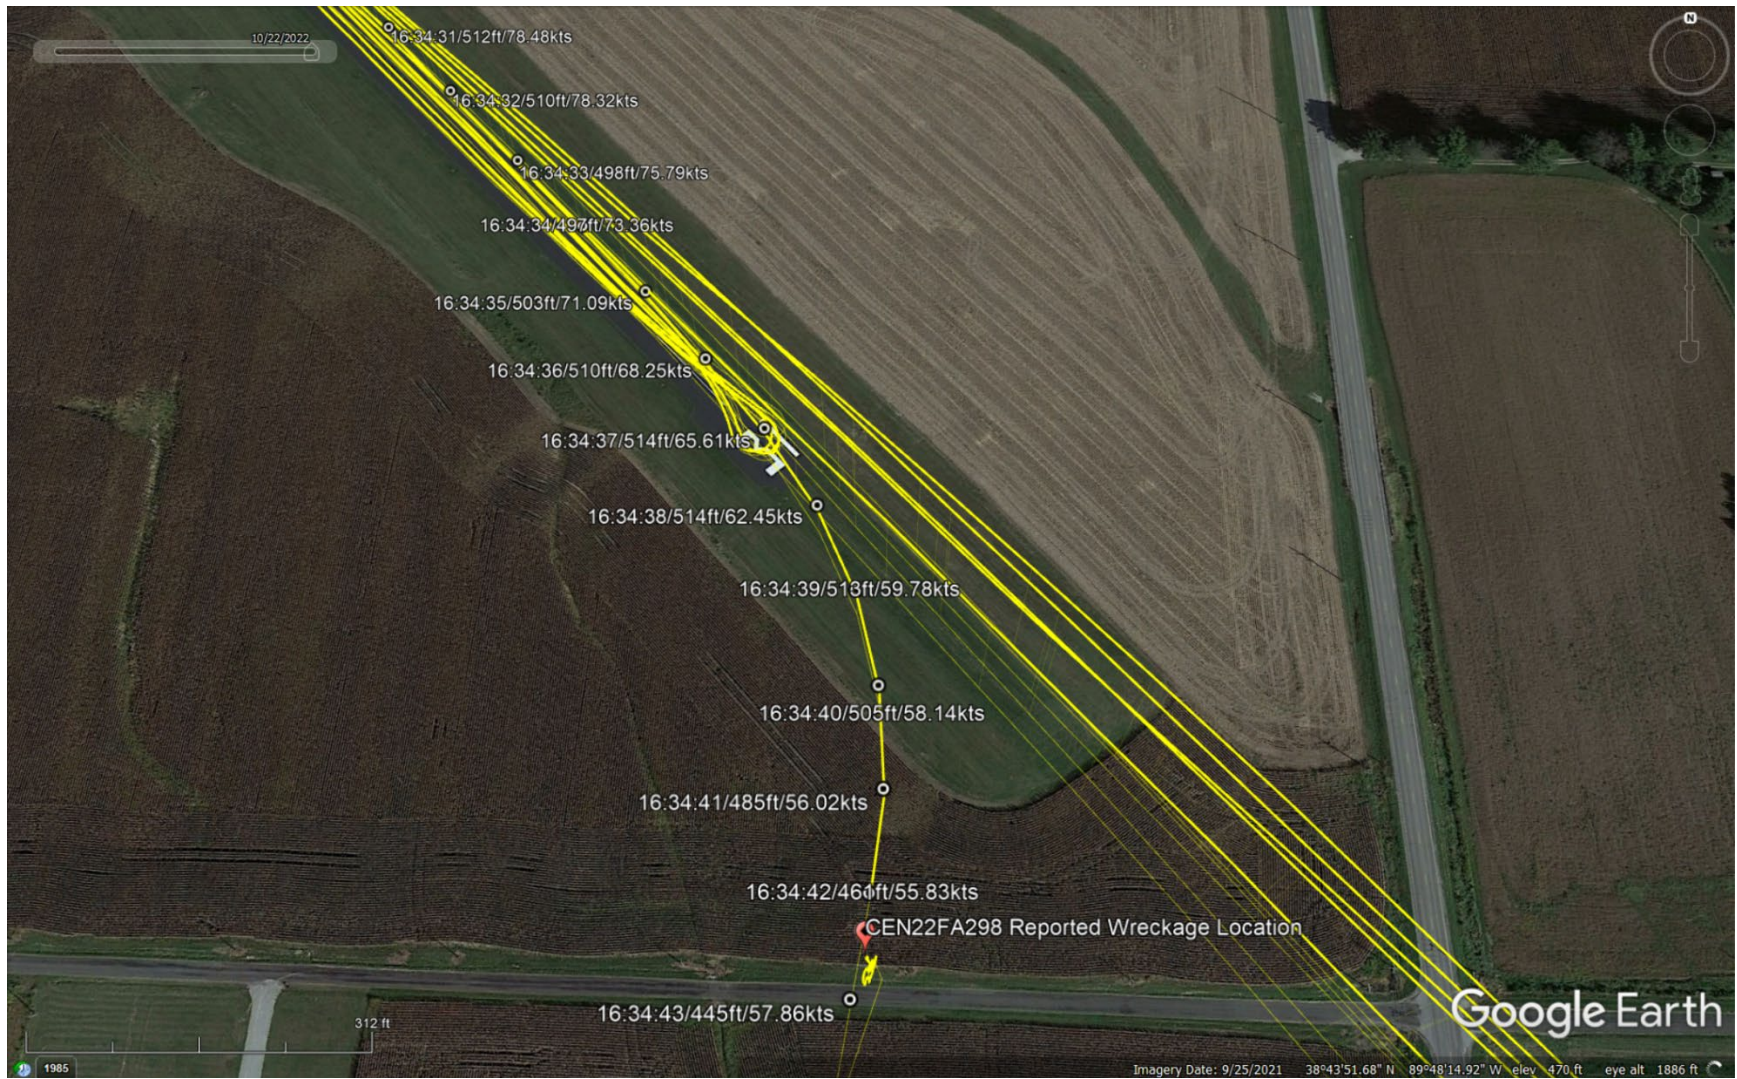 N
16:34:31/512ft/78.48kts
10/22/2022
16:34:32/510ft/78.32kts
16:34:33/498ft/75.79kts
16:34:34/497ft/73.36kts
16:34:35/503ft/71.09kts
16:34:36/510ft/68.25kts
16:34:37/514ft/65.61kts
16:34:38/514ft/62.45kts
16:34:39/513ft/59.78kts
16:34:40/505ft/58.14kts
16:34:41/485ft/56.02kts
16:34:42/461ft/55.83kts
CEN22FA298 Reported Wreckage Location
16:34:43/445ft/57.86kts
Google Earth
312 ft
1985
Imagery Date: 9/25/2021 38°43'51.68" N 89°48'14.92" W elev 470 ft eye alt 1886 ft